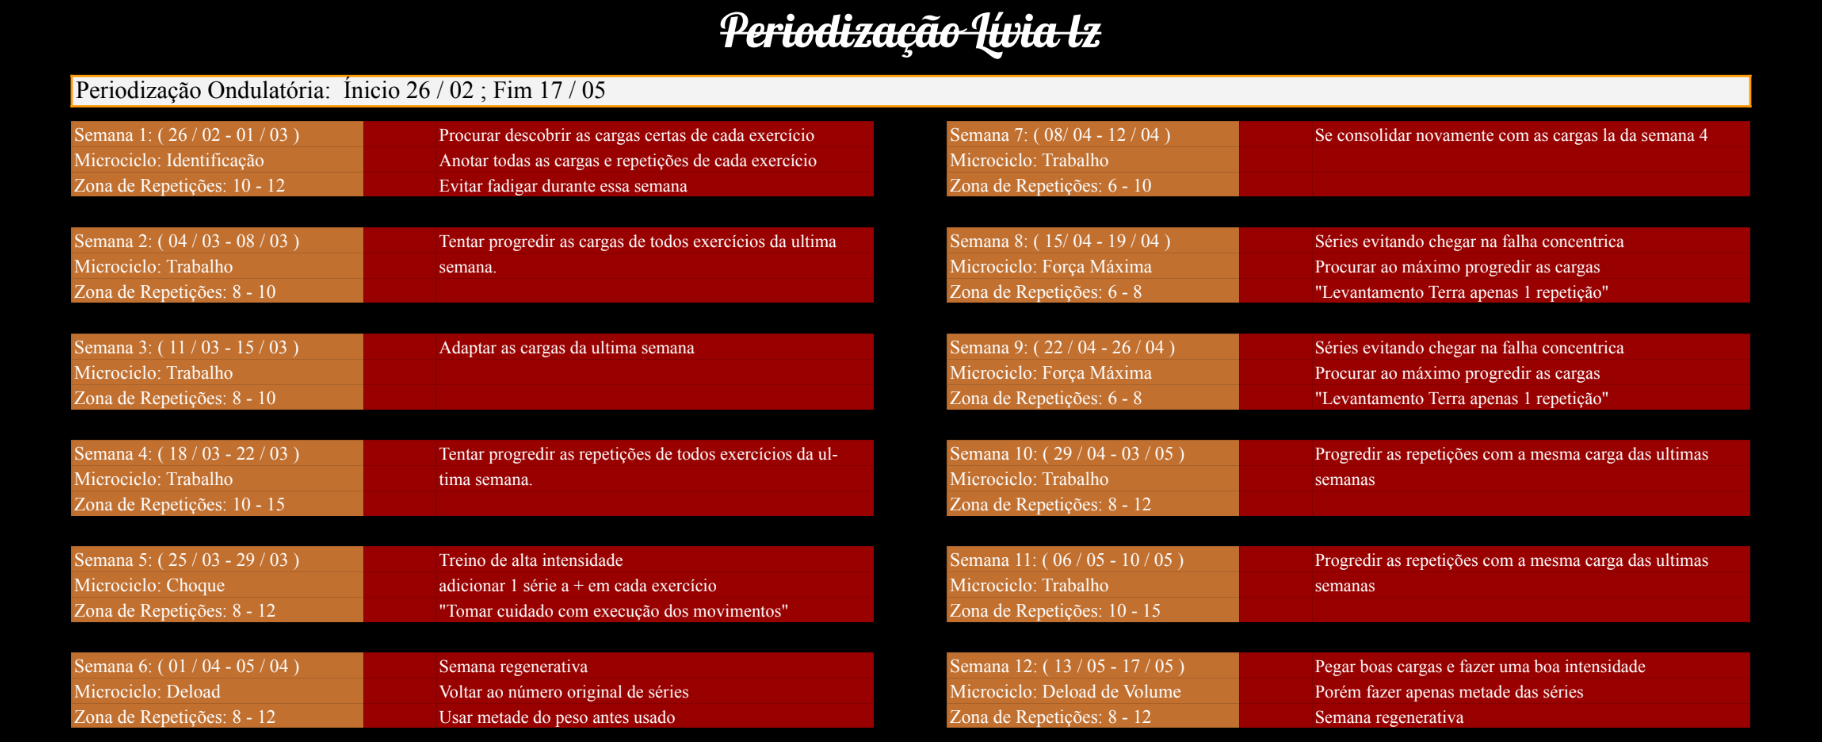 Periodização Lívia lz
Periodização Ondulatória:  Ínicio 26 / 02 ; Fim 17 / 05
Semana 1: ( 26 / 02 - 01 / 03 )
Microciclo: Identificação
Zona de Repetições: 10 - 12
Procurar descobrir as cargas certas de cada exercício
Anotar todas as cargas e repetições de cada exercício
Evitar fadigar durante essa semana
Semana 2: ( 04 / 03 - 08 / 03 )
Microciclo: Trabalho
Zona de Repetições: 8 - 10
Tentar progredir as cargas de todos exercícios da ultima
semana.
Semana 3: ( 11 / 03 - 15 / 03 )
Microciclo: Trabalho
Zona de Repetições: 8 - 10
Adaptar as cargas da ultima semana
Semana 4: ( 18 / 03 - 22 / 03 )
Microciclo: Trabalho
Zona de Repetições: 10 - 15
Tentar progredir as repetições de todos exercícios da ul-
tima semana.
Semana 5: ( 25 / 03 - 29 / 03 )
Microciclo: Choque
Zona de Repetições: 8 - 12
Treino de alta intensidade
adicionar 1 série a + em cada exercício
"Tomar cuidado com execução dos movimentos"
Semana 6: ( 01 / 04 - 05 / 04 )
Microciclo: Deload
Zona de Repetições: 8 - 12
Semana regenerativa
Voltar ao número original de séries
Usar metade do peso antes usado
Semana 7: ( 08/ 04 - 12 / 04 )
Microciclo: Trabalho
Zona de Repetições: 6 - 10
Se consolidar novamente com as cargas la da semana 4
Semana 8: ( 15/ 04 - 19 / 04 )
Microciclo: Força Máxima
Zona de Repetições: 6 - 8
Séries evitando chegar na falha concentrica
Procurar ao máximo progredir as cargas
"Levantamento Terra apenas 1 repetição"
Semana 9: ( 22 / 04 - 26 / 04 )
Microciclo: Força Máxima
Zona de Repetições: 6 - 8
Séries evitando chegar na falha concentrica
Procurar ao máximo progredir as cargas
"Levantamento Terra apenas 1 repetição"
Semana 10: ( 29 / 04 - 03 / 05 )
Microciclo: Trabalho
Zona de Repetições: 8 - 12
Progredir as repetições com a mesma carga das ultimas
semanas
Semana 11: ( 06 / 05 - 10 / 05 )
Microciclo: Trabalho
Zona de Repetições: 10 - 15
Progredir as repetições com a mesma carga das ultimas
semanas
Semana 12: ( 13 / 05 - 17 / 05 )
Microciclo: Deload de Volume
Zona de Repetições: 8 - 12
Pegar boas cargas e fazer uma boa intensidade
Porém fazer apenas metade das séries
Semana regenerativa